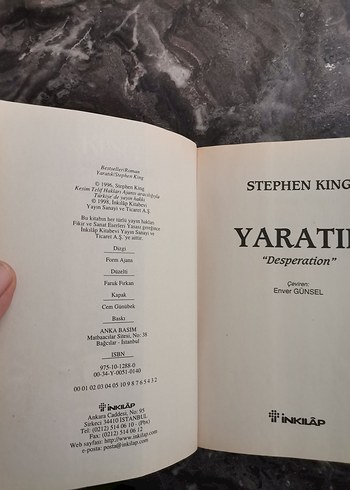 Bestseller/Roman
Yaratık/Stephen King
© 1996, Stephen King
Kesim Telif Hakları Ajansı aracılığıyla
Türkiye'de yayın hakkı
© 1998, İnkılâp Kitabevi
Yayın Sanayi ve Ticaret A.Ş.
Bu kitabın her türlü yayın hakları
Fikir ve Sanat Eserleri Yasası gereğince
İnkılâp Kitabevi Yayın Sanayi ve
Ticaret A.Ş.'ye aittir.
Dizgi
Form Ajans
Düzelti
Faruk Fırkan
Kapak
Cem Günübek
Baskı
ANKA BASIM
Matbaacılar Sitesi, No: 38
Bağcılar - İstanbul
ISBN
975-10-1288-0
00-34-Y-0051-0140
00 01 02 03 04 05 10 9 8 7 6 5 4 3 2
İNKILÂP
Ankara Caddesi, No: 95
Sirkeci 34410 İSTANBUL
Tel: (0212) 514 06 10 - (Pbx)
Fax: (0212) 514 06 12
Web sayfası: http://www.inkilap.com
e-posta: posta@inkilap.com
STEPHEN KING
YARATI
"Desperation"
Çeviren:
Enver GÜNSEL
İNKILÂP